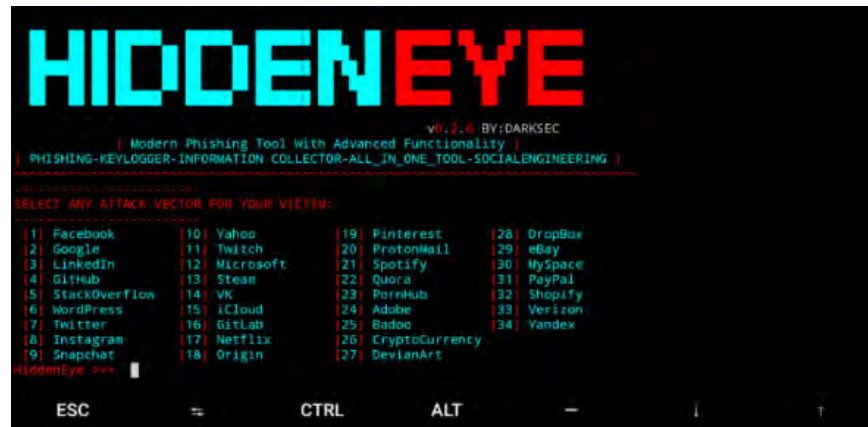 HIDDENEYE
v0.2.6 BY:DARKSEC
| Modern Phishing Tool With Advanced Functionality |
| PHISHING-KEYLOGGER-INFORMATION COLLECTOR-ALL_IN_ONE_TOOL-SOCIALENGINEERING |
SELECT ANY ATTACK VECTOR FOR YOUR VICTIM:
|1| Facebook |10| Yahoo |19| Pinterest |28| DropBox
|2| Google |11| Twitch |20| ProtonMail |29| eBay
|3| LinkedIn |12| Microsoft |21| Spotify |30| MySpace
|4| GitHub |13| Steam |22| Quora |31| PayPal
|5| StackOverflow |14| VK |23| PornHub |32| Shopify
|6| WordPress |15| iCloud |24| Adobe |33| Verizon
|7| Twitter |16| GitLab |25| Badoo |34| Yandex
|8| Instagram |17| Netflix |26| CryptoCurrency
|9| Snapchat |18| Origin |27| DevianArt
HiddenEye >>>
ESC ⇆ CTRL ALT — ↓ ↑